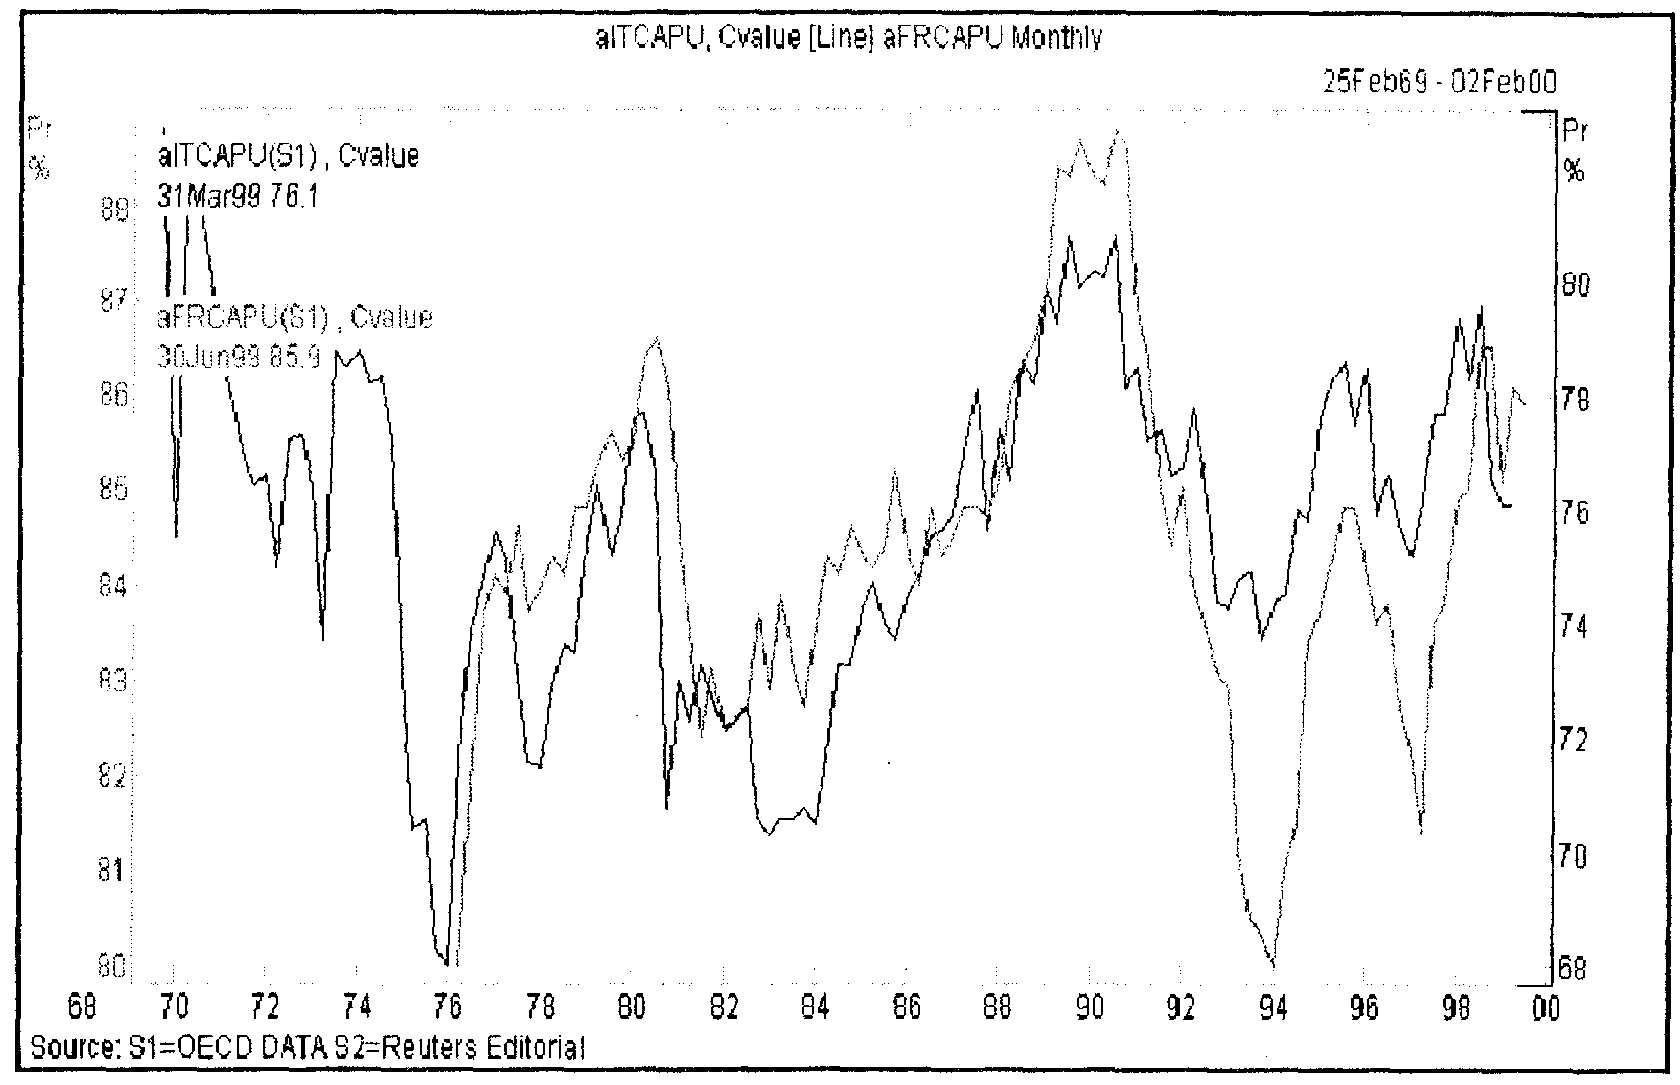 aITCAPU, Cvalue [Line] aFRCAPU Monthly
25Feb69 - 02Feb00
Pr
%
Pr
%
aITCAPU(S1) , Cvalue
31Mar99 76.1
aFRCAPU(S1) , Cvalue
30Jun99 85.9
88
87
86
85
84
83
82
81
80
80
78
76
74
72
70
68
68 70 72 74 76 78 80 82 84 86 88 90 92 94 96 98 00
Source: S1=OECD DATA S2=Reuters Editorial